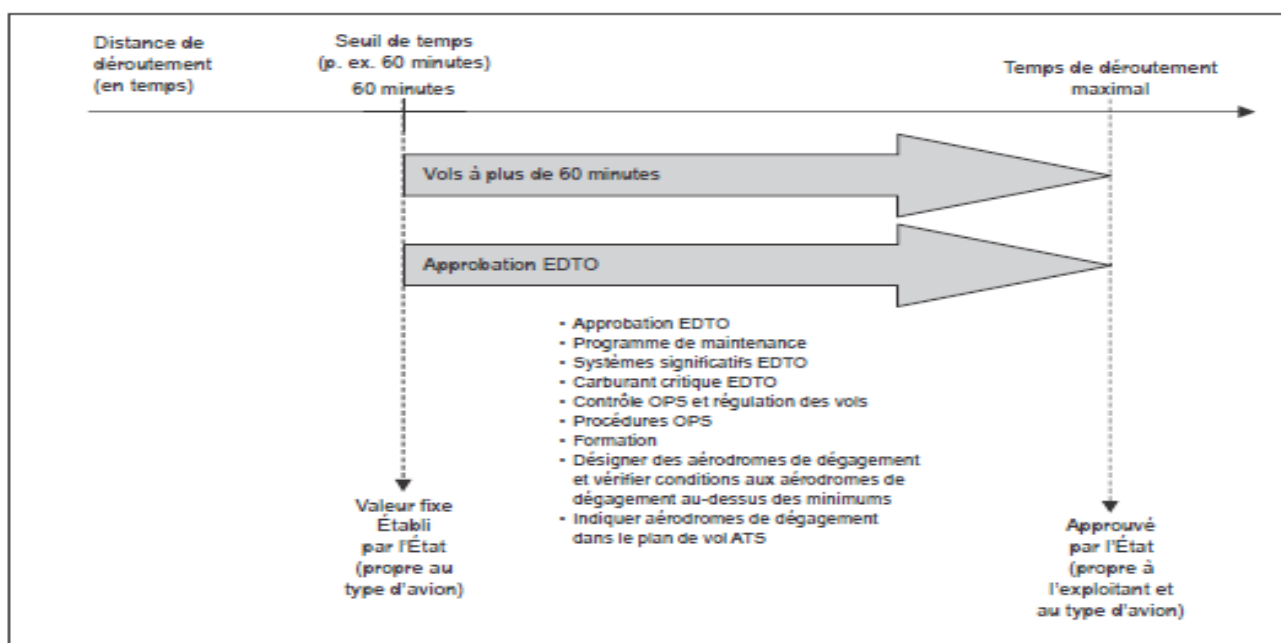 Distance de
déroutement
(en temps)
Seuil de temps
(p. ex. 60 minutes)
60 minutes
Temps de déroutement
maximal
Vols à plus de 60 minutes
Approbation EDTO
• Approbation EDTO
• Programme de maintenance
• Systèmes significatifs EDTO
• Carburant critique EDTO
• Contrôle OPS et régulation des vols
• Procédures OPS
• Formation
• Désigner des aérodromes de dégagement
et vérifier conditions aux aérodromes de
dégagement au-dessus des minimums
• Indiquer aérodromes de dégagement
dans le plan de vol ATS
Valeur fixe
Établi
par l'État
(propre au
type d'avion)
Approuvé
par l'État
(propre à
l'exploitant et
au type d'avion)